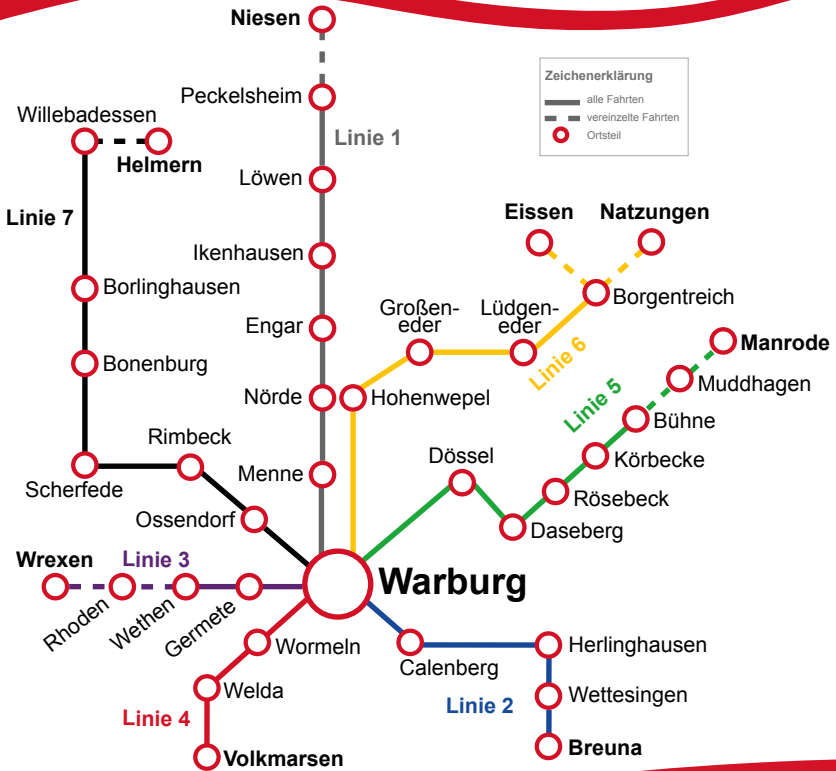 Niesen
Zeichenerklärung
alle Fahrten
vereinzelte Fahrten
Ortsteil
Peckelsheim
Willebadessen
Linie 1
Helmern
Löwen
Linie 7
Eissen
Natzungen
Ikenhausen
Borlinghausen
Borgentreich
Großen-
eder
Lüdgen-
eder
Engar
Linie 6
Manrode
Bonenburg
Muddhagen
Nörde
Hohenwepel
Linie 5
Bühne
Rimbeck
Dössel
Körbecke
Menne
Scherfede
Rösebeck
Ossendorf
Daseberg
Wrexen
Linie 3
Warburg
Rhoden
Wethen
Germete
Wormeln
Calenberg
Herlinghausen
Welda
Wettesingen
Linie 4
Linie 2
Volkmarsen
Breuna